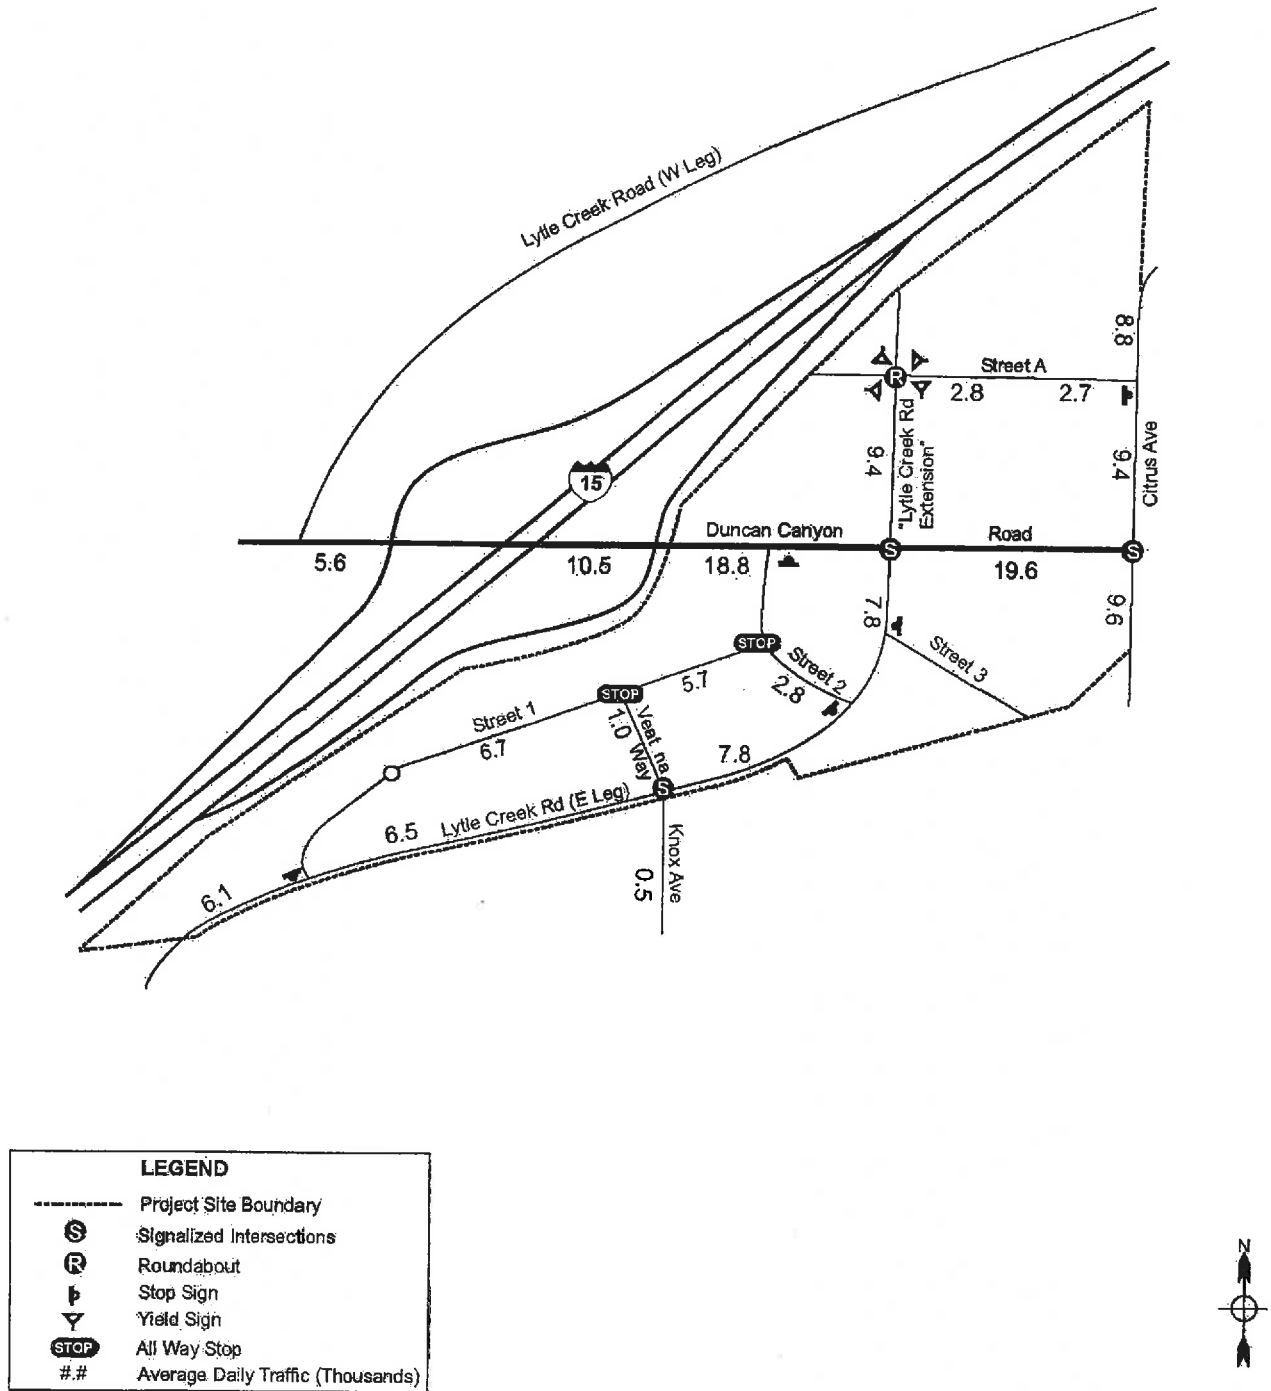 Lytle Creek Road (W Leg)
8.8
Street A
R
2.8
2.7
9.4
"Lytle Creek Rd
Extension"
9.4
Citrus Ave
15
Duncan Canyon
Road
S
S
5.6
10.5
18.8
19.6
7.8
9.6
STOP
Street 3
Street 2
5.7
2.8
STOP
Street 1
6.7
1.0
Way
7.8
S
Lytle Creek Rd (E Leg)
6.5
Knox Ave
0.5
6.1
LEGEND
Project Site Boundary
S Signalized Intersections
R Roundabout
Stop Sign
Yield Sign
STOP All Way Stop
#.# Average Daily Traffic (Thousands)
N